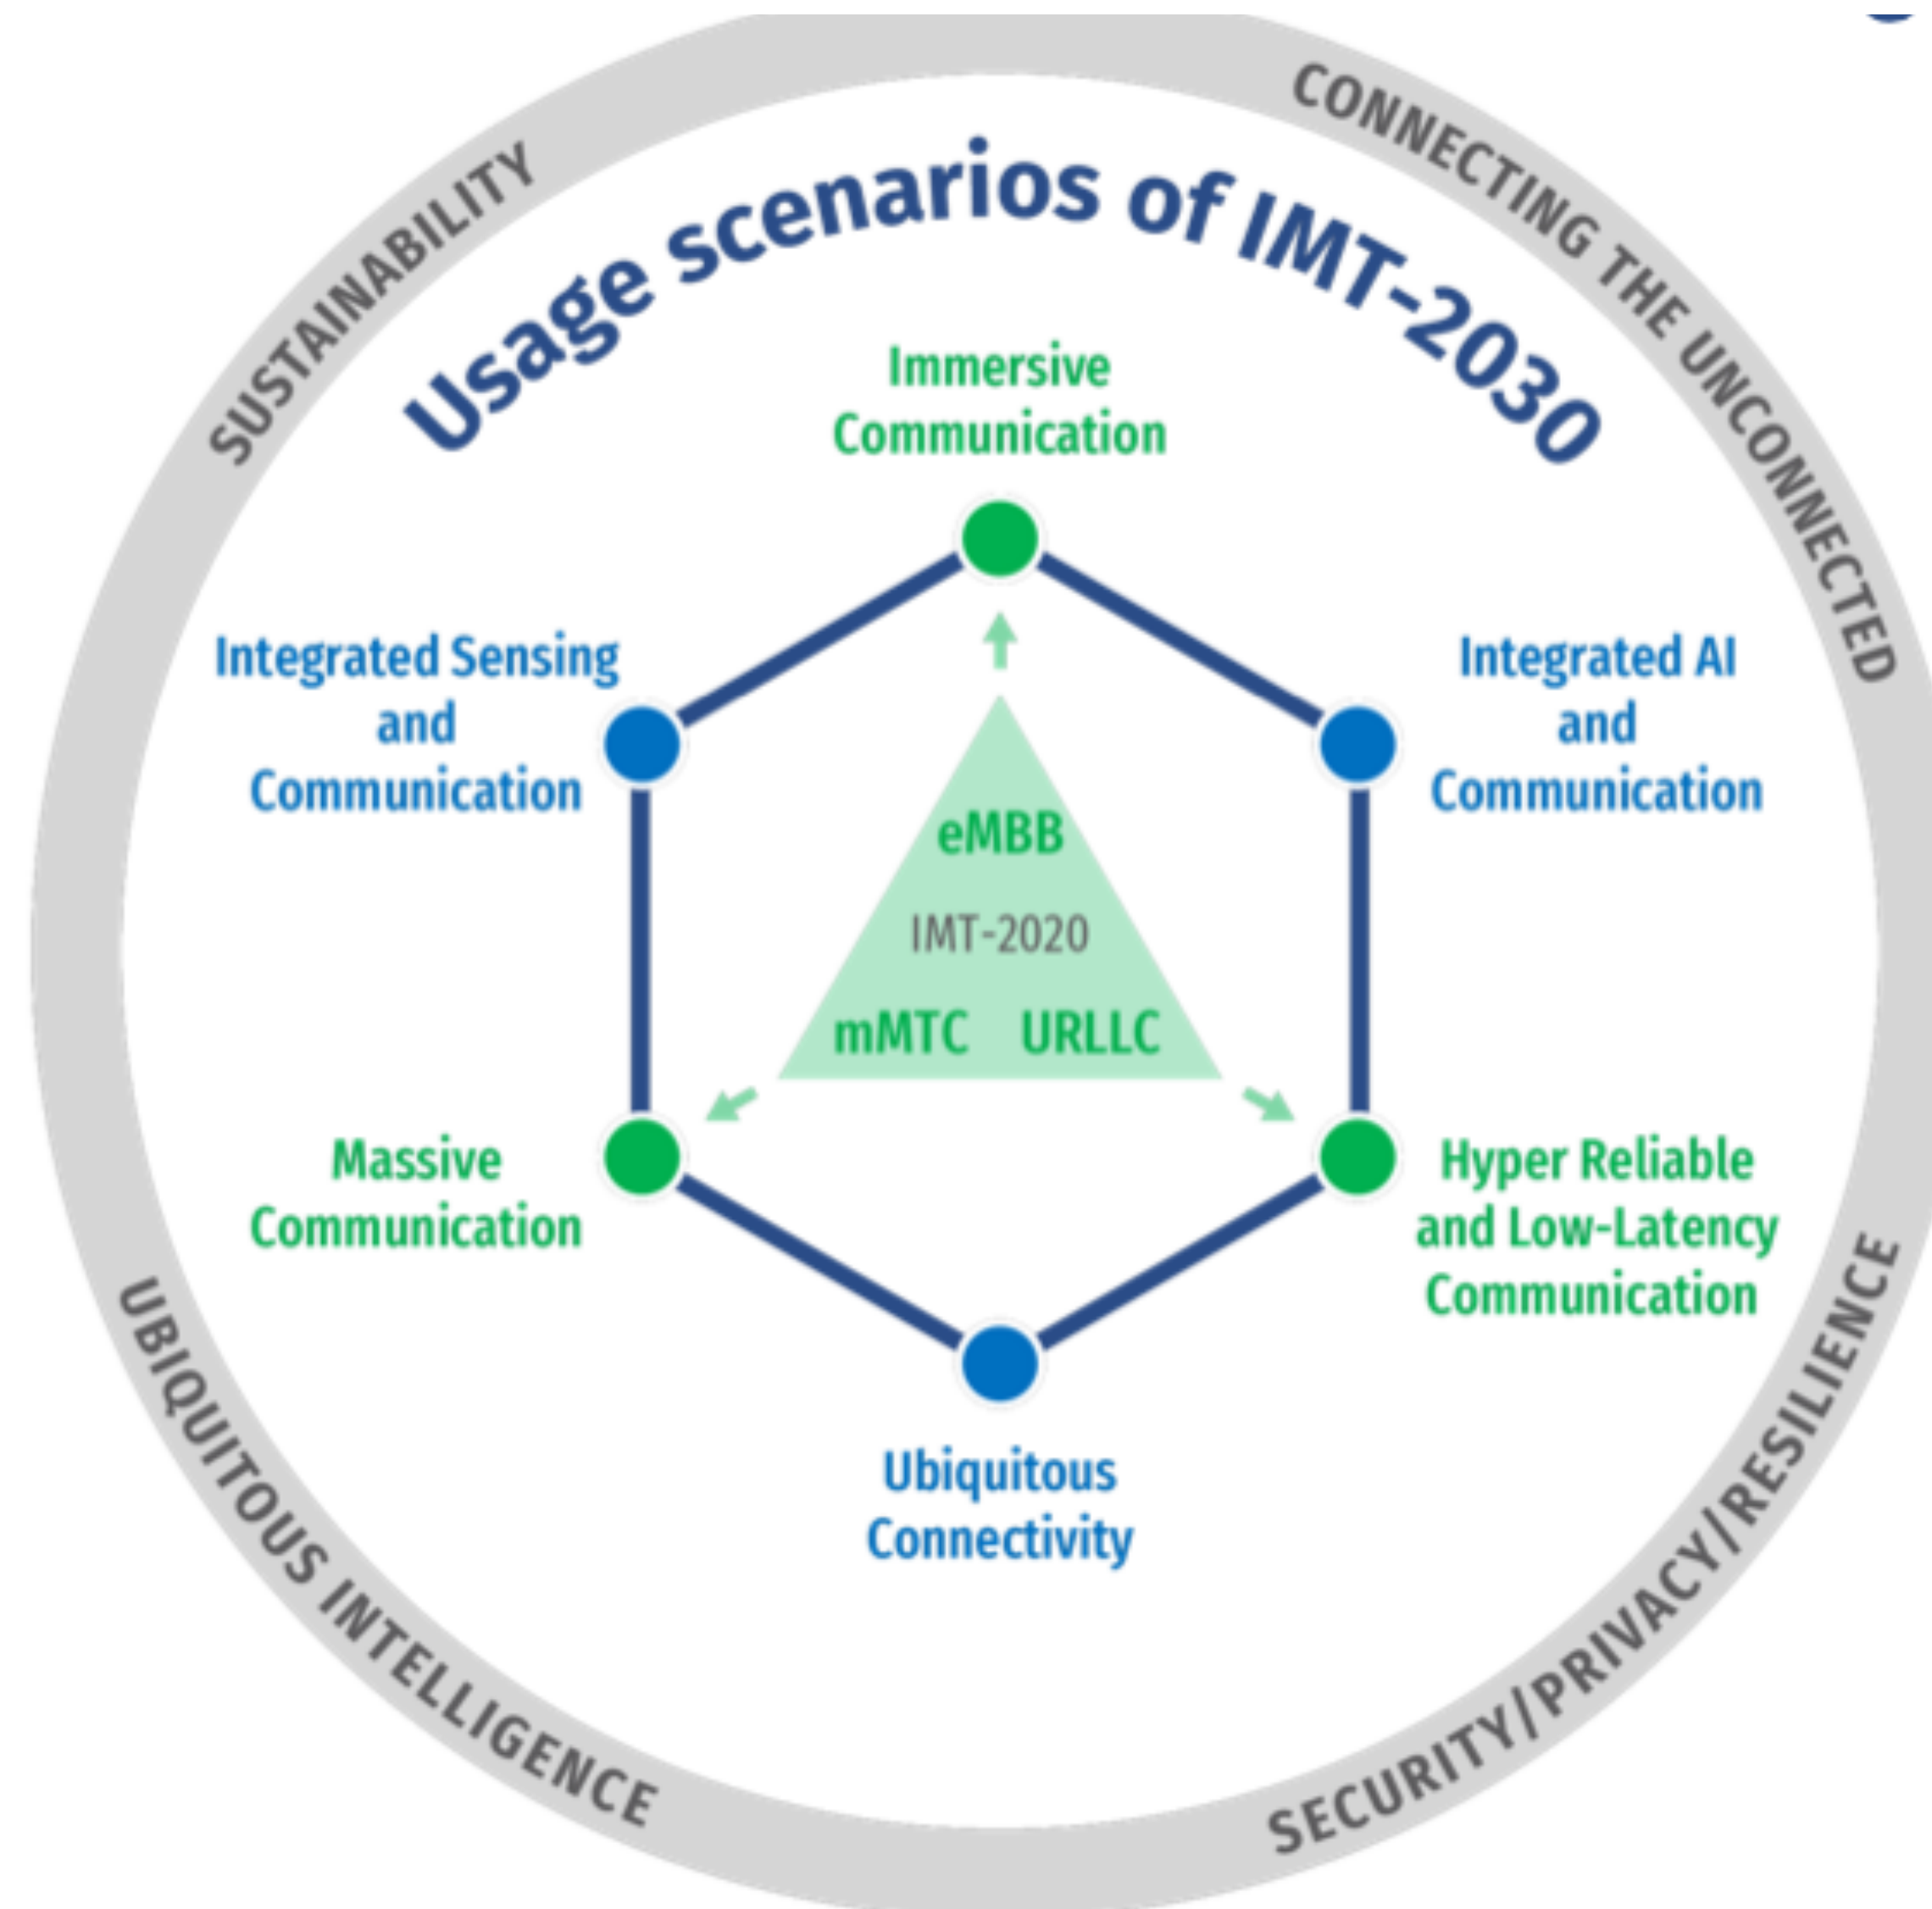 CONNECTING THE UNCONNECTED
SUSTAINABILITY
Usage scenarios of IMT-2030
Immersive
Communication
Integrated Sensing
and
Communication
Integrated AI
and
Communication
eMBB
IMT-2020
mMTC URLLC
Massive
Communication
Hyper Reliable
and Low-Latency
Communication
Ubiquitous
Connectivity
UBIQUITOUS INTELLIGENCE
SECURITY/PRIVACY/RESILIENCE